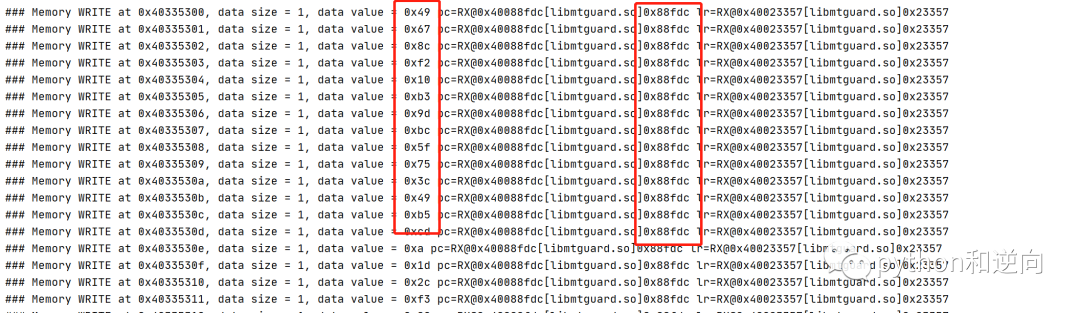 ### Memory WRITE at 0x40335300, data size = 1, data value = 0x49 pc=RX@0x40088fdc[libmtguard.so]0x88fdc lr=RX@0x40023357[libmtguard.so]0x23357
### Memory WRITE at 0x40335301, data size = 1, data value = 0x67 pc=RX@0x40088fdc[libmtguard.so]0x88fdc lr=RX@0x40023357[libmtguard.so]0x23357
### Memory WRITE at 0x40335302, data size = 1, data value = 0x8c pc=RX@0x40088fdc[libmtguard.so]0x88fdc lr=RX@0x40023357[libmtguard.so]0x23357
### Memory WRITE at 0x40335303, data size = 1, data value = 0xf2 pc=RX@0x40088fdc[libmtguard.so]0x88fdc lr=RX@0x40023357[libmtguard.so]0x23357
### Memory WRITE at 0x40335304, data size = 1, data value = 0x10 pc=RX@0x40088fdc[libmtguard.so]0x88fdc lr=RX@0x40023357[libmtguard.so]0x23357
### Memory WRITE at 0x40335305, data size = 1, data value = 0xb3 pc=RX@0x40088fdc[libmtguard.so]0x88fdc lr=RX@0x40023357[libmtguard.so]0x23357
### Memory WRITE at 0x40335306, data size = 1, data value = 0x9d pc=RX@0x40088fdc[libmtguard.so]0x88fdc lr=RX@0x40023357[libmtguard.so]0x23357
### Memory WRITE at 0x40335307, data size = 1, data value = 0xbc pc=RX@0x40088fdc[libmtguard.so]0x88fdc lr=RX@0x40023357[libmtguard.so]0x23357
### Memory WRITE at 0x40335308, data size = 1, data value = 0x5f pc=RX@0x40088fdc[libmtguard.so]0x88fdc lr=RX@0x40023357[libmtguard.so]0x23357
### Memory WRITE at 0x40335309, data size = 1, data value = 0x75 pc=RX@0x40088fdc[libmtguard.so]0x88fdc lr=RX@0x40023357[libmtguard.so]0x23357
### Memory WRITE at 0x4033530a, data size = 1, data value = 0x3c pc=RX@0x40088fdc[libmtguard.so]0x88fdc lr=RX@0x40023357[libmtguard.so]0x23357
### Memory WRITE at 0x4033530b, data size = 1, data value = 0x49 pc=RX@0x40088fdc[libmtguard.so]0x88fdc lr=RX@0x40023357[libmtguard.so]0x23357
### Memory WRITE at 0x4033530c, data size = 1, data value = 0xb5 pc=RX@0x40088fdc[libmtguard.so]0x88fdc lr=RX@0x40023357[libmtguard.so]0x23357
### Memory WRITE at 0x4033530d, data size = 1, data value = 0xcd pc=RX@0x40088fdc[libmtguard.so]0x88fdc lr=RX@0x40023357[libmtguard.so]0x23357
### Memory WRITE at 0x4033530e, data size = 1, data value = 0xa pc=RX@0x40088fdc[libmtguard.so]0x88fdc lr=RX@0x40023357[libmtguard.so]0x23357
### Memory WRITE at 0x4033530f, data size = 1, data value = 0x1d pc=RX@0x40088fdc[libmtguard.so]0x88fdc lr=RX@0x40023357[libmtguard.so]0x23357
python和逆向
### Memory WRITE at 0x40335310, data size = 1, data value = 0x2c pc=RX@0x40088fdc[libmtguard.so]0x88fdc lr=RX@0x40023357[libmtguard.so]0x23357
### Memory WRITE at 0x40335311, data size = 1, data value = 0xf3 pc=RX@0x40088fdc[libmtguard.so]0x88fdc lr=RX@0x40023357[libmtguard.so]0x23357